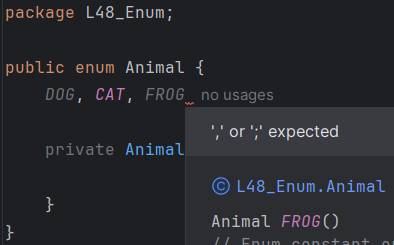 package L48_Enum;
public enum Animal {
DOG, CAT, FROG no usages
',' or ';' expected
private Animal
L48_Enum.Animal
}
Animal FROG()
}